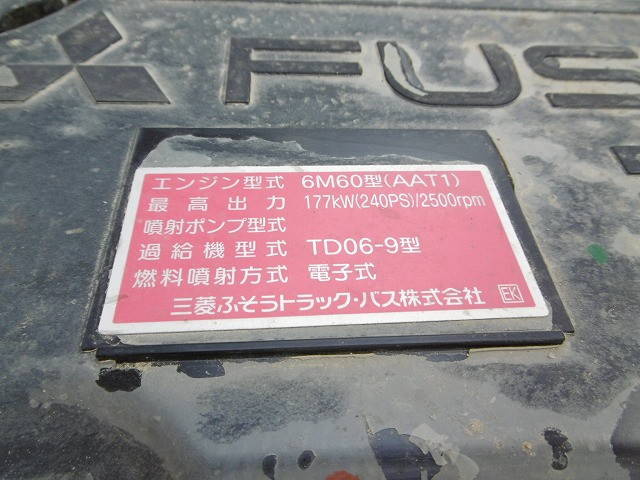 FUS
エンジン型式 6M60型(AAT1)
最高出力 177kW(240PS)/2500rpm
噴射ポンプ型式
過給機型式 TD06-9型
燃料噴射方式 電子式
三菱ふそうトラック・バス株式会社 EK